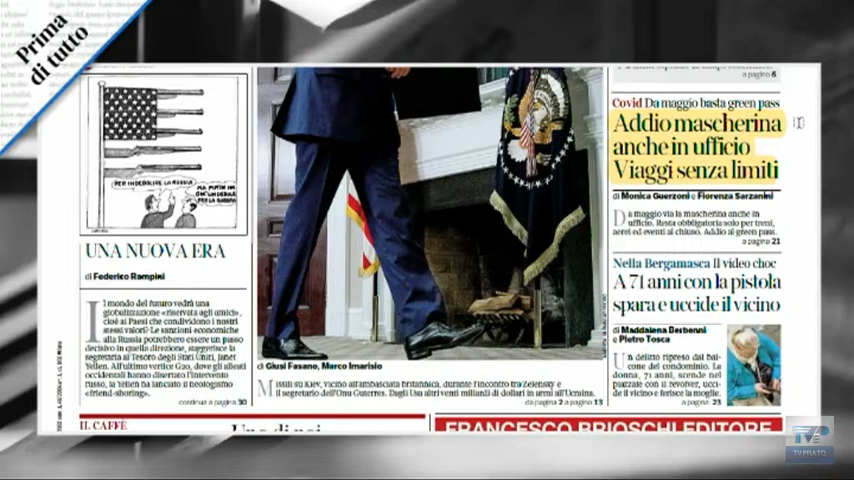 Prima
di tutto
a pagina 6
PER INDEBOLIRE LA RUSSIA
MA PUTIN HA
UN DEBOLE
PER LA GUERRA
UNA NUOVA ERA
di Federico Rampini
Il mondo del futuro vedrà una
globalizzazione «riservata agli amici»,
cioè ai Paesi che condividono i nostri
stessi valori? Le sanzioni economiche
alla Russia potrebbero essere un passo
decisivo in quella direzione, suggerisce la
segretaria al Tesoro degli Stati Uniti, Janet
Yellen. All'ultimo vertice G20, dove gli alleati
occidentali hanno disertato l'intervento
russo, la Yellen ha lanciato il neologismo
«friend-shoring».
continua a pagina 30
di Giusi Fasano, Marco Imarisio
Missili su Kiev, vicino all'ambasciata britannica, durante l'incontro tra Zelensky e
il segretario dell'Onu Guterres. Dagli Usa altri venti miliardi di dollari in armi all'Ucraina.
da pagina 2 a pagina 13
Covid Da maggio basta green pass
Addio mascherina
anche in ufficio
Viaggi senza limiti
di Monica Guerzoni e Fiorenza Sarzanini
Da maggio via la mascherina anche in
ufficio. Resta obbligatoria solo per treni,
aerei ed eventi al chiuso. Addio al green pass.
a pagina 21
Nella Bergamasca Il video choc
A 71 anni con la pistola
spara e uccide il vicino
di Maddalena Berbenni
e Pietro Tosca
Un delitto ripreso dal bal-
cone del condominio. La
donna, 71 anni, scende nel
piazzale con il revolver, ucci-
de il vicino e ferisce la moglie.
a pagina 23
IL CAFFÈ
FRANCESCO BRIOSCHI EDITORE
TVP
TV PRATO